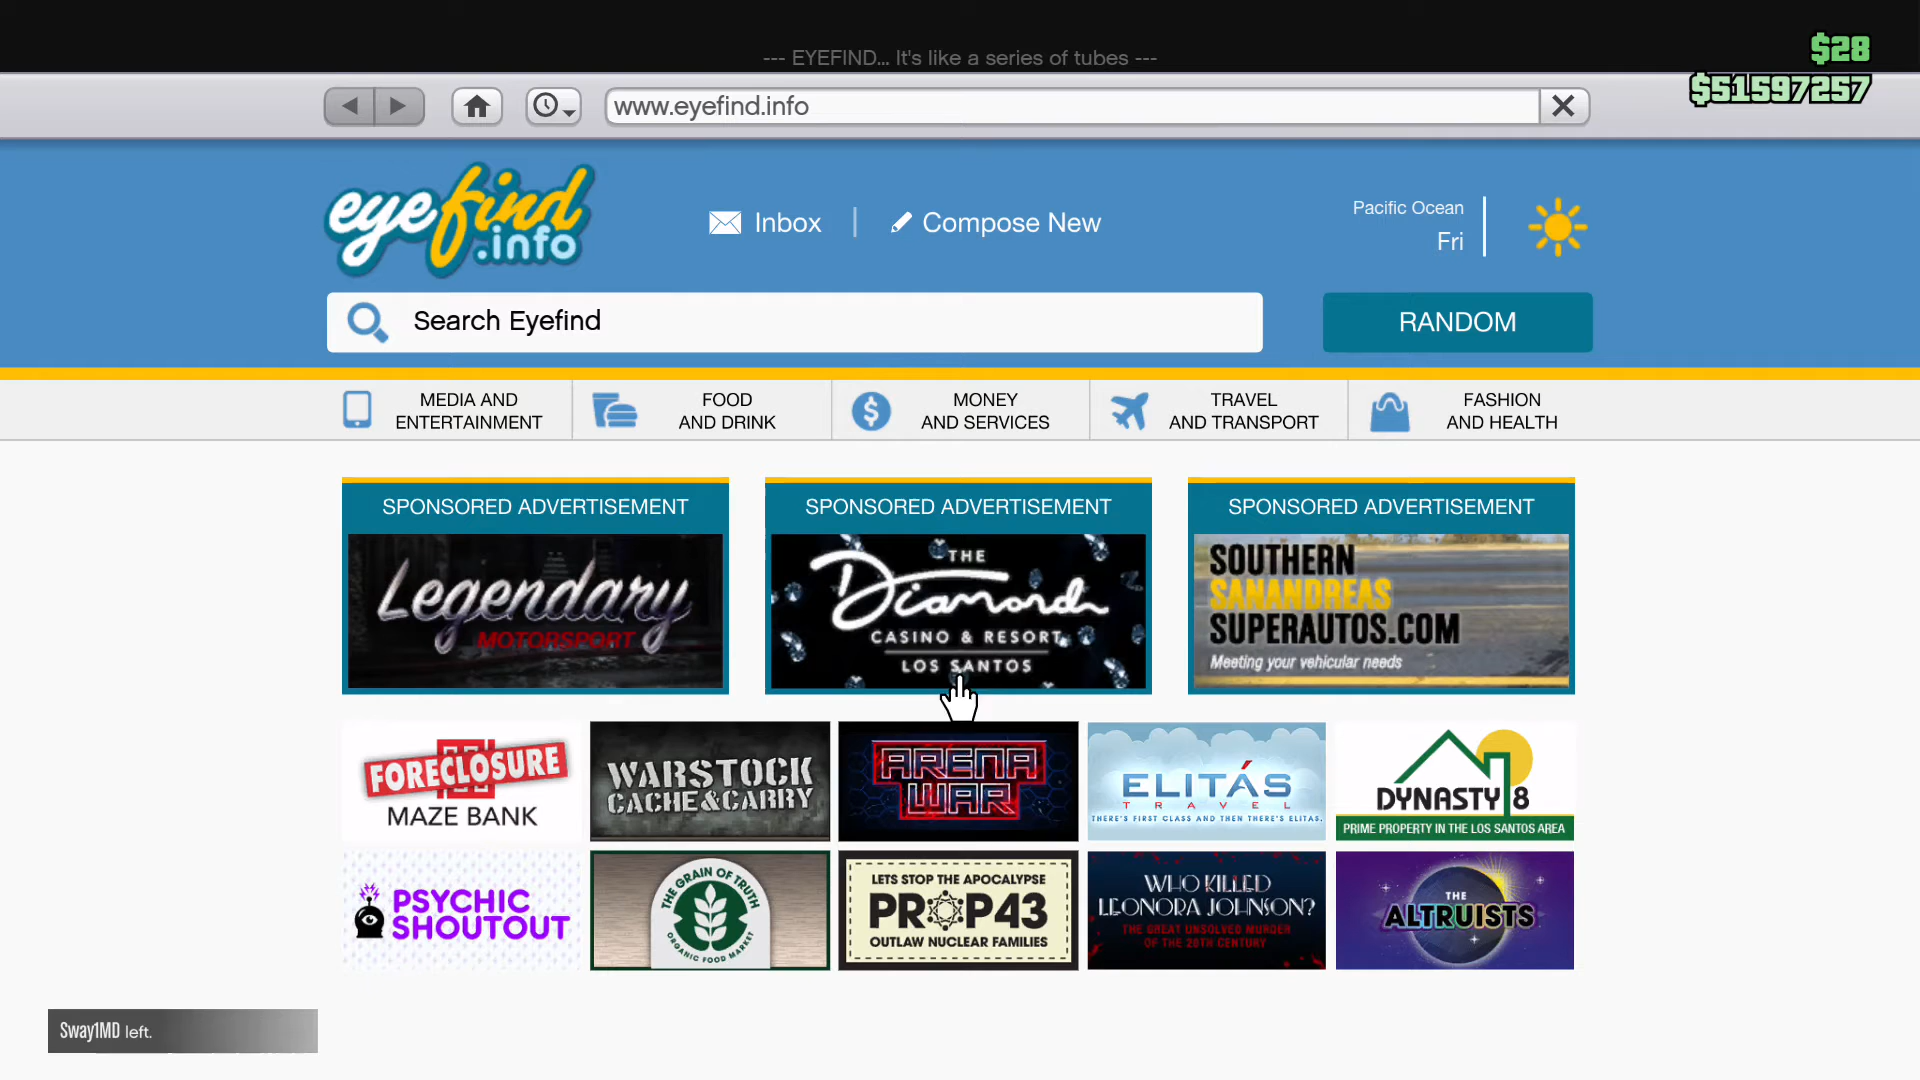 --- EYEFIND... It's like a series of tubes ---
$28
$51597257
www.eyefind.info
eyefind
.info
Inbox
Compose New
Pacific Ocean
Fri
Search Eyefind
RANDOM
MEDIA AND
ENTERTAINMENT
FOOD
AND DRINK
MONEY
AND SERVICES
TRAVEL
AND TRANSPORT
FASHION
AND HEALTH
SPONSORED ADVERTISEMENT
Legendary
MOTORSPORT
SPONSORED ADVERTISEMENT
THE
Diamond
CASINO & RESORT
LOS SANTOS
SPONSORED ADVERTISEMENT
SOUTHERN
SANANDREAS
SUPERAUTOS.COM
Meeting your vehicular needs
FORECLOSURE
MAZE BANK
WARSTOCK
CACHE&CARRY
ARENA
WAR
ELITÁS
TRAVEL
THERE'S FIRST CLASS AND THEN THERE'S ELITAS.
DYNASTY 8
PRIME PROPERTY IN THE LOS SANTOS AREA
PSYCHIC
SHOUTOUT
THE GRAIN OF TRUTH
ORGANIC FOOD MARKET
LETS STOP THE APOCALYPSE
PROP43
OUTLAW NUCLEAR FAMILIES
WHO KILLED
LEONORA JOHNSON?
THE GREAT UNSOLVED MURDER
OF THE 20TH CENTURY
THE
ALTRUISTS
Sway1MD left.